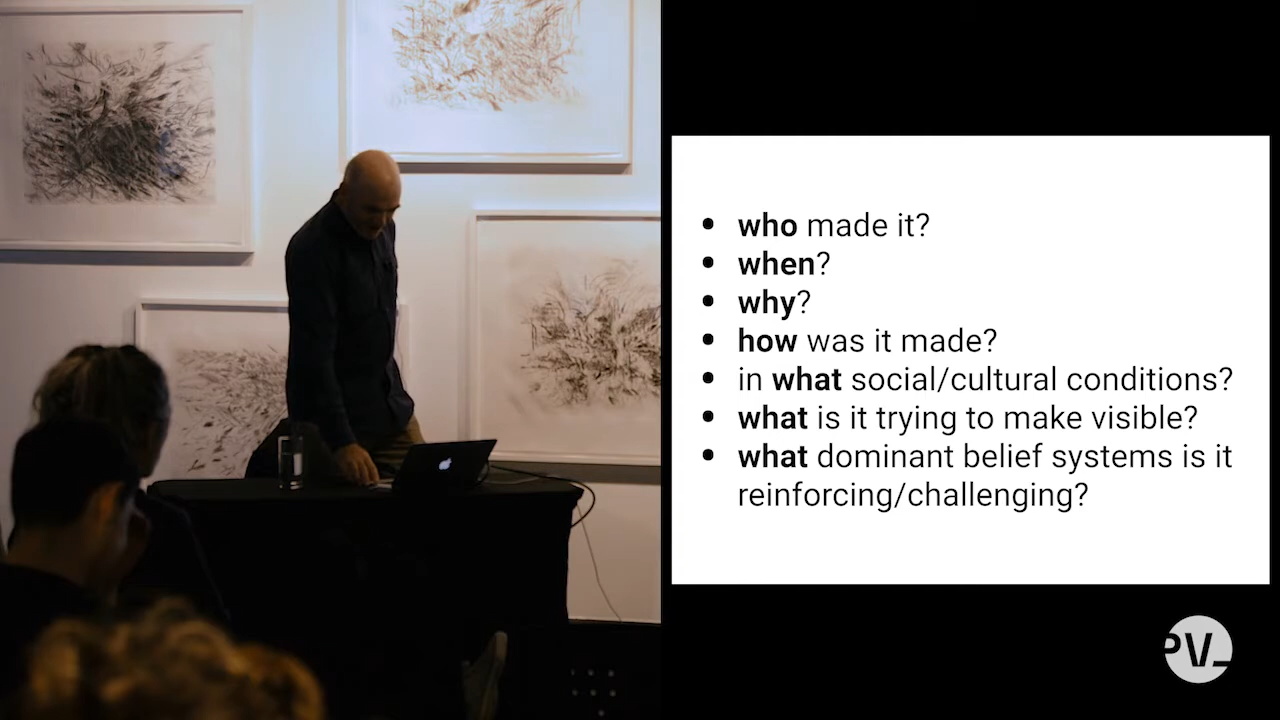 • who made it?
• when?
• why?
• how was it made?
• in what social/cultural conditions?
• what is it trying to make visible?
• what dominant belief systems is it
reinforcing/challenging?
PV_